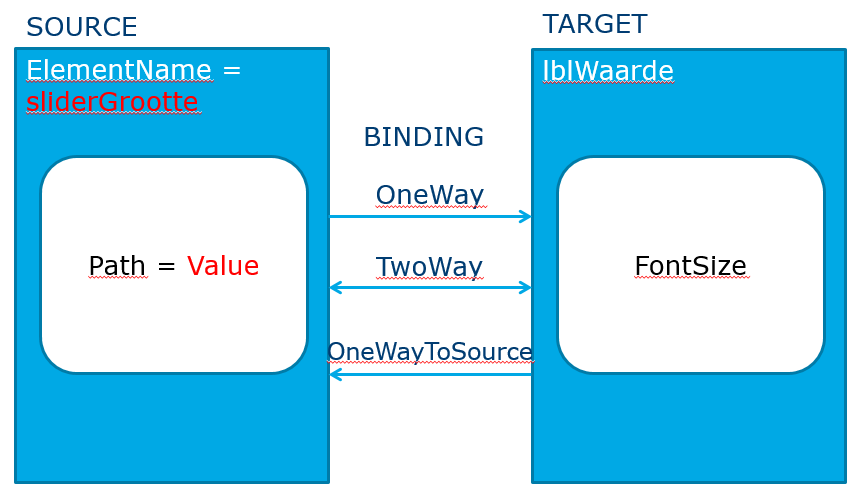 SOURCE
ElementName =
sliderGrootte
Path = Value
BINDING
OneWay
TwoWay
OneWayToSource
TARGET
lblWaarde
FontSize